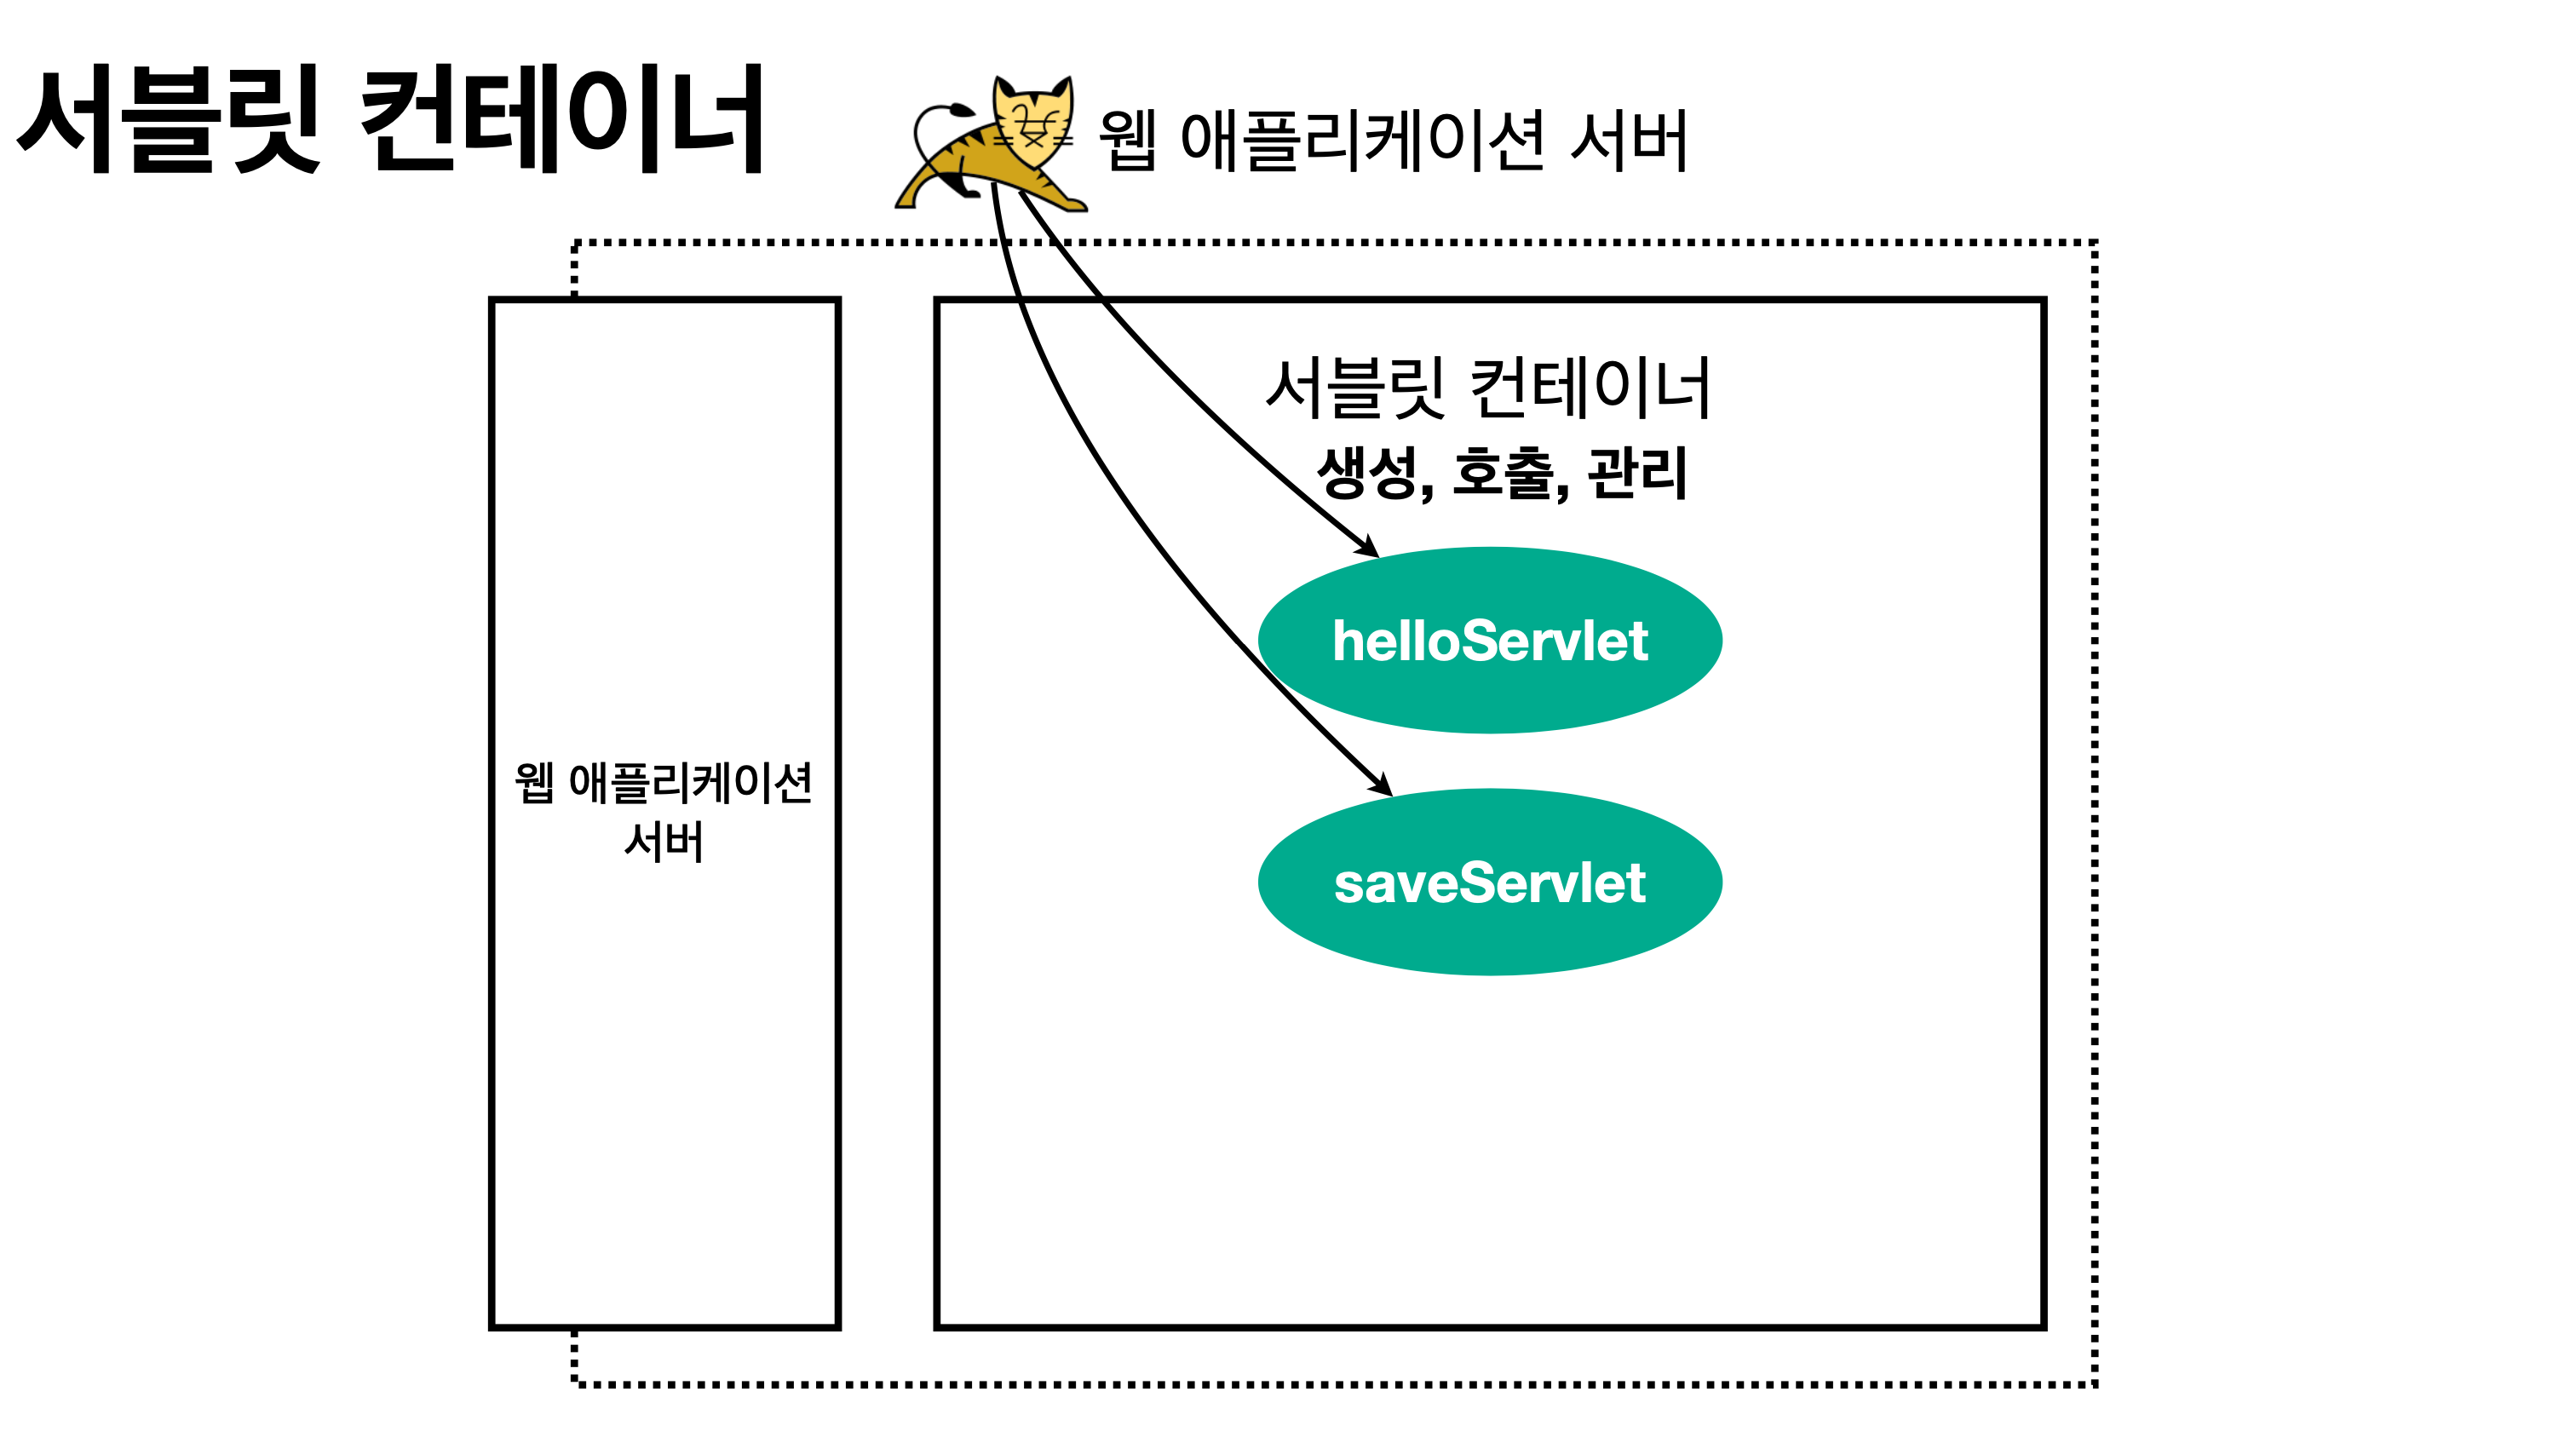 서블릿 컨테이너
웹 애플리케이션 서버
서블릿 컨테이너
생성, 호출, 관리
helloServlet
웹 애플리케이션
서버
saveServlet